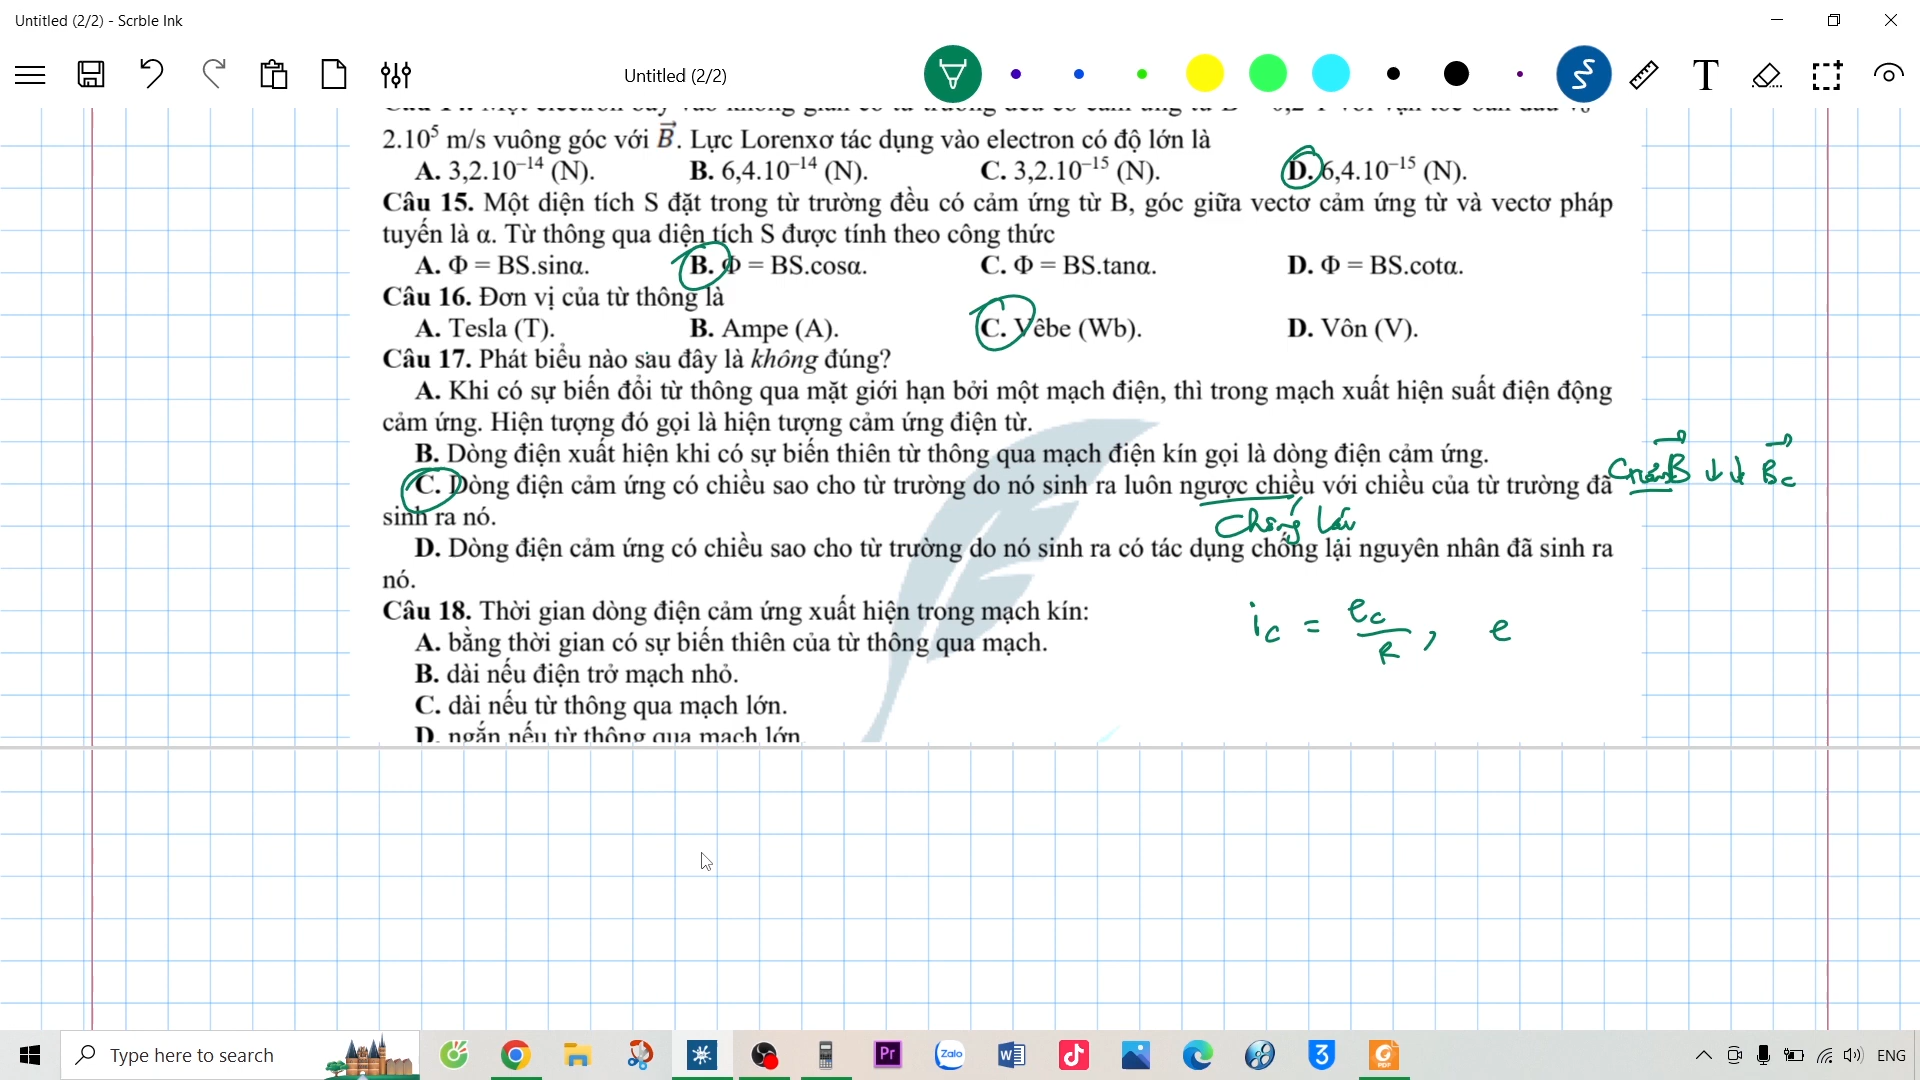 Untitled (2/2) - Scrble Ink
Untitled (2/2)
T
2.10⁵ m/s vuông góc với B⃗. Lực Lorenxơ tác dụng vào electron có độ lớn là
A. 3,2.10⁻¹⁴ (N). B. 6,4.10⁻¹⁴ (N). C. 3,2.10⁻¹⁵ (N). D. 6,4.10⁻¹⁵ (N).
Câu 15. Một diện tích S đặt trong từ trường đều có cảm ứng từ B, góc giữa vectơ cảm ứng từ và vectơ pháp
tuyến là α. Từ thông qua diện tích S được tính theo công thức
A. Φ = BS.sinα. B. Φ = BS.cosα. C. Φ = BS.tanα. D. Φ = BS.cotα.
Câu 16. Đơn vị của từ thông là
A. Tesla (T). B. Ampe (A). C. Vêbe (Wb). D. Vôn (V).
Câu 17. Phát biểu nào sau đây là không đúng?
A. Khi có sự biến đổi từ thông qua mặt giới hạn bởi một mạch điện, thì trong mạch xuất hiện suất điện động
cảm ứng. Hiện tượng đó gọi là hiện tượng cảm ứng điện từ.
B. Dòng điện xuất hiện khi có sự biến thiên từ thông qua mạch điện kín gọi là dòng điện cảm ứng.
C. Dòng điện cảm ứng có chiều sao cho từ trường do nó sinh ra luôn ngược chiều với chiều của từ trường đã
B⃗ ↓↓ B⃗c
sinh ra nó.
chống lại
D. Dòng điện cảm ứng có chiều sao cho từ trường do nó sinh ra có tác dụng chống lại nguyên nhân đã sinh ra
nó.
Câu 18. Thời gian dòng điện cảm ứng xuất hiện trong mạch kín:
ic = ec/R, e
A. bằng thời gian có sự biến thiên của từ thông qua mạch.
B. dài nếu điện trở mạch nhỏ.
C. dài nếu từ thông qua mạch lớn.
D. ngắn nếu từ thông qua mạch lớn.
Type here to search
Pr
Zalo
W
3
PDF
ENG